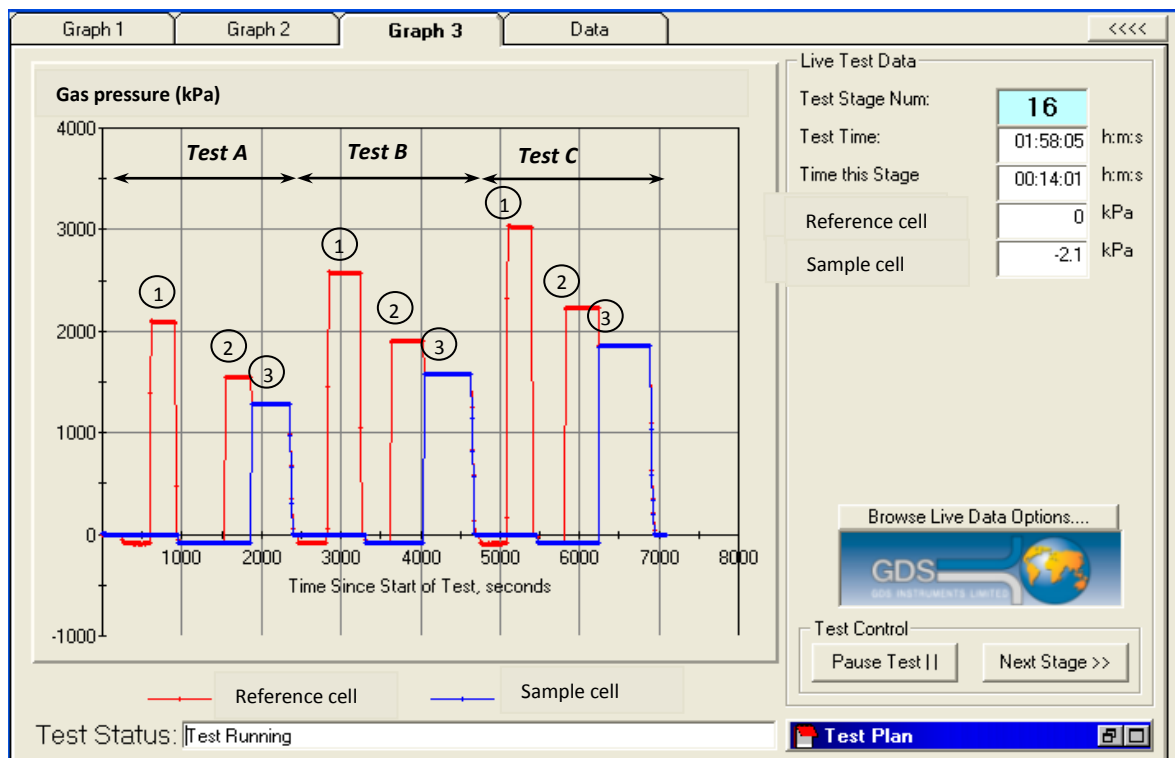 Graph 1 Graph 2 Graph 3 Data <<<<
Gas pressure (kPa)
4000
3000
2000
1000
0
-1000
1000 2000 3000 4000 5000 6000 7000 8000
Time Since Start of Test, seconds
Test A Test B Test C
1 2 3
1 2 3
1 2 3
Reference cell Sample cell
Live Test Data
Test Stage Num: 16
Test Time: 01:58:05 h:m:s
Time this Stage 00:14:01 h:m:s
Reference cell 0 kPa
Sample cell -2.1 kPa
Browse Live Data Options....
GDS
GDS INSTRUMENTS LIMITED
Test Control
Pause Test || Next Stage >>
Test Status: Test Running
Test Plan